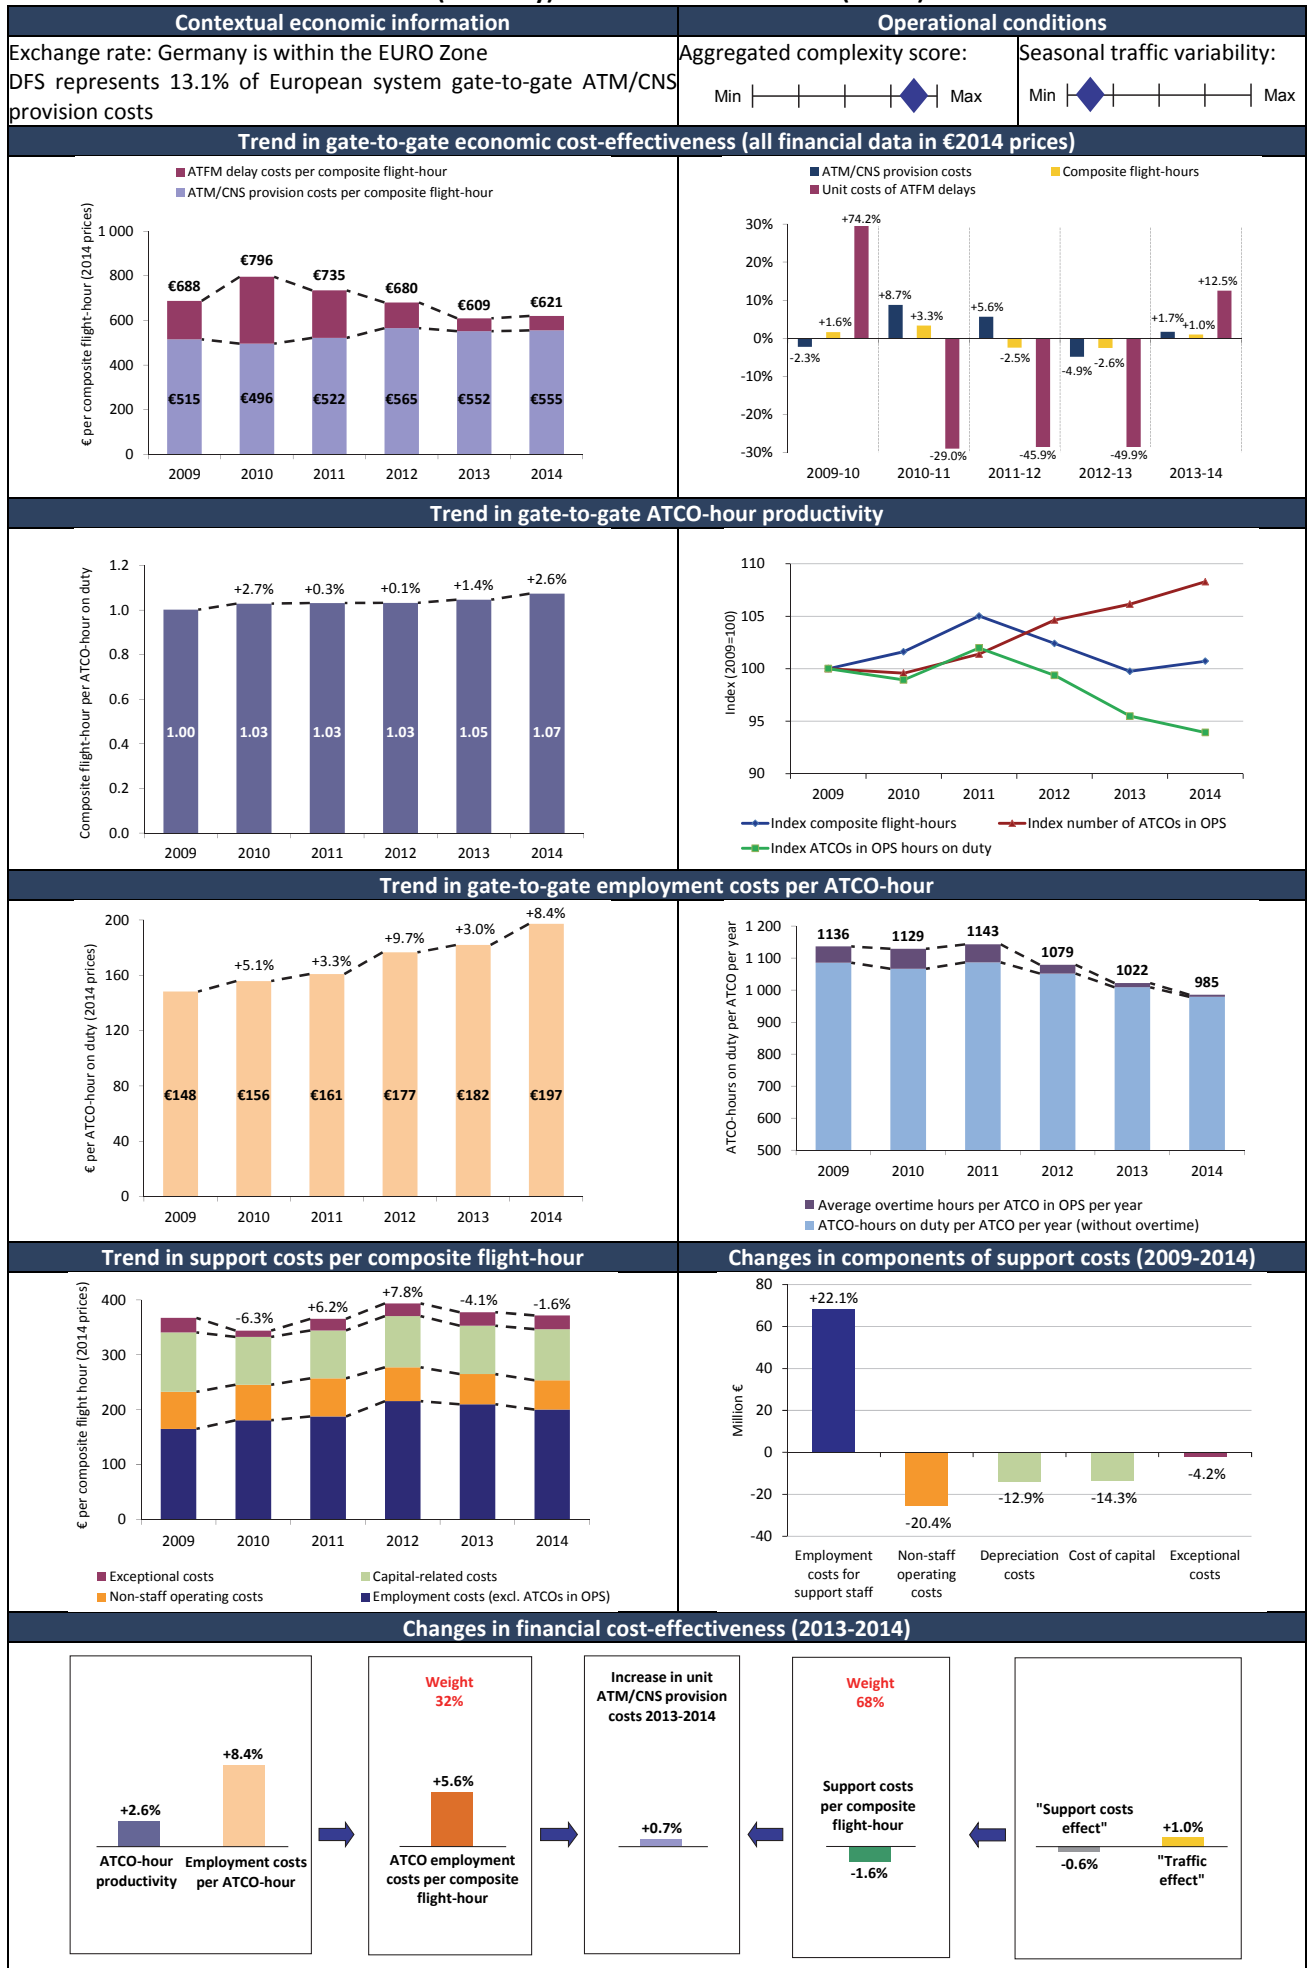 Contextual economic information
Operational conditions
Exchange rate: Germany is within the EURO Zone
DFS represents 13.1% of European system gate-to-gate ATM/CNS
provision costs
Aggregated complexity score:
Min Max
Seasonal traffic variability:
Min Max
Trend in gate-to-gate economic cost-effectiveness (all financial data in €2014 prices)
ATFM delay costs per composite flight-hour
ATM/CNS provision costs per composite flight-hour
€ per composite flight-hour (2014 prices)
1 000
800
600
400
200
0
€688 €796 €735 €680 €609 €621
€515 €496 €522 €565 €552 €555
2009 2010 2011 2012 2013 2014
ATM/CNS provision costs Composite flight-hours
Unit costs of ATFM delays
30%
20%
10%
0%
-10%
-20%
-30%
-2.3% +1.6% +74.2%
+8.7% +3.3% -29.0%
+5.6% -2.5% -45.9%
-4.9% -2.6% -49.9%
+1.7% +1.0% +12.5%
2009-10 2010-11 2011-12 2012-13 2013-14
Trend in gate-to-gate ATCO-hour productivity
Composite flight-hour per ATCO-hour on duty
1.2
1.0
0.8
0.6
0.4
0.2
0.0
+2.7% +0.3% +0.1% +1.4% +2.6%
1.00 1.03 1.03 1.03 1.05 1.07
2009 2010 2011 2012 2013 2014
Index (2009=100)
110
105
100
95
90
2009 2010 2011 2012 2013 2014
Index composite flight-hours Index number of ATCOs in OPS
Index ATCOs in OPS hours on duty
Trend in gate-to-gate employment costs per ATCO-hour
€ per ATCO-hour on duty (2014 prices)
200
160
120
80
40
0
+5.1% +3.3% +9.7% +3.0% +8.4%
€148 €156 €161 €177 €182 €197
2009 2010 2011 2012 2013 2014
ATCO-hours on duty per ATCO per year
1 200
1 100
1 000
900
800
700
600
500
1136 1129 1143 1079 1022 985
2009 2010 2011 2012 2013 2014
Average overtime hours per ATCO in OPS per year
ATCO-hours on duty per ATCO per year (without overtime)
Trend in support costs per composite flight-hour
Changes in components of support costs (2009-2014)
€ per composite flight hour (2014 prices)
400
300
200
100
0
-6.3% +6.2% +7.8% -4.1% -1.6%
2009 2010 2011 2012 2013 2014
Exceptional costs Capital-related costs
Non-staff operating costs Employment costs (excl. ATCOs in OPS)
Million €
80
60
40
20
0
-20
-40
+22.1% -20.4% -12.9% -14.3% -4.2%
Employment costs for support staff
Non-staff operating costs
Depreciation costs
Cost of capital
Exceptional costs
Changes in financial cost-effectiveness (2013-2014)
+2.6%
ATCO-hour
productivity
+8.4%
Employment costs
per ATCO-hour
Weight
32%
+5.6%
ATCO employment
costs per composite
flight-hour
Increase in unit
ATM/CNS provision
costs 2013-2014
+0.7%
Weight
68%
Support costs
per composite
flight-hour
-1.6%
"Support costs
effect"
-0.6%
+1.0%
"Traffic
effect"